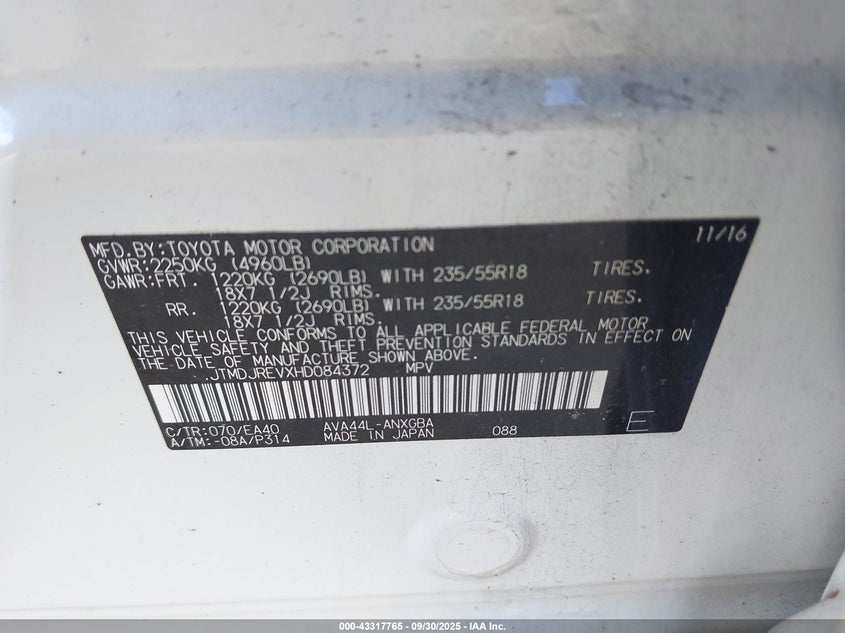 MFD.BY:TOYOTA MOTOR CORPORATION 11/16
GVWR:2250KG (4960LB)
GAWR:FRT. 1220KG (2690LB) WITH 235/55R18 TIRES.
18X7 1/2J RIMS.
RR. 1220KG (2690LB) WITH 235/55R18 TIRES.
18X7 1/2J RIMS.
THIS VEHICLE CONFORMS TO ALL APPLICABLE FEDERAL MOTOR
VEHICLE SAFETY AND THEFT PREVENTION STANDARDS IN EFFECT ON
THE DATE OF MANUFACTURE SHOWN ABOVE.
JTMDJREVXHD084372 MPV
C/TR:070/EA40 AVA44L-ANXGBA
A/TM:-08A/P314 MADE IN JAPAN 088 E
000-43317765 - 09/30/2025 - IAA Inc.